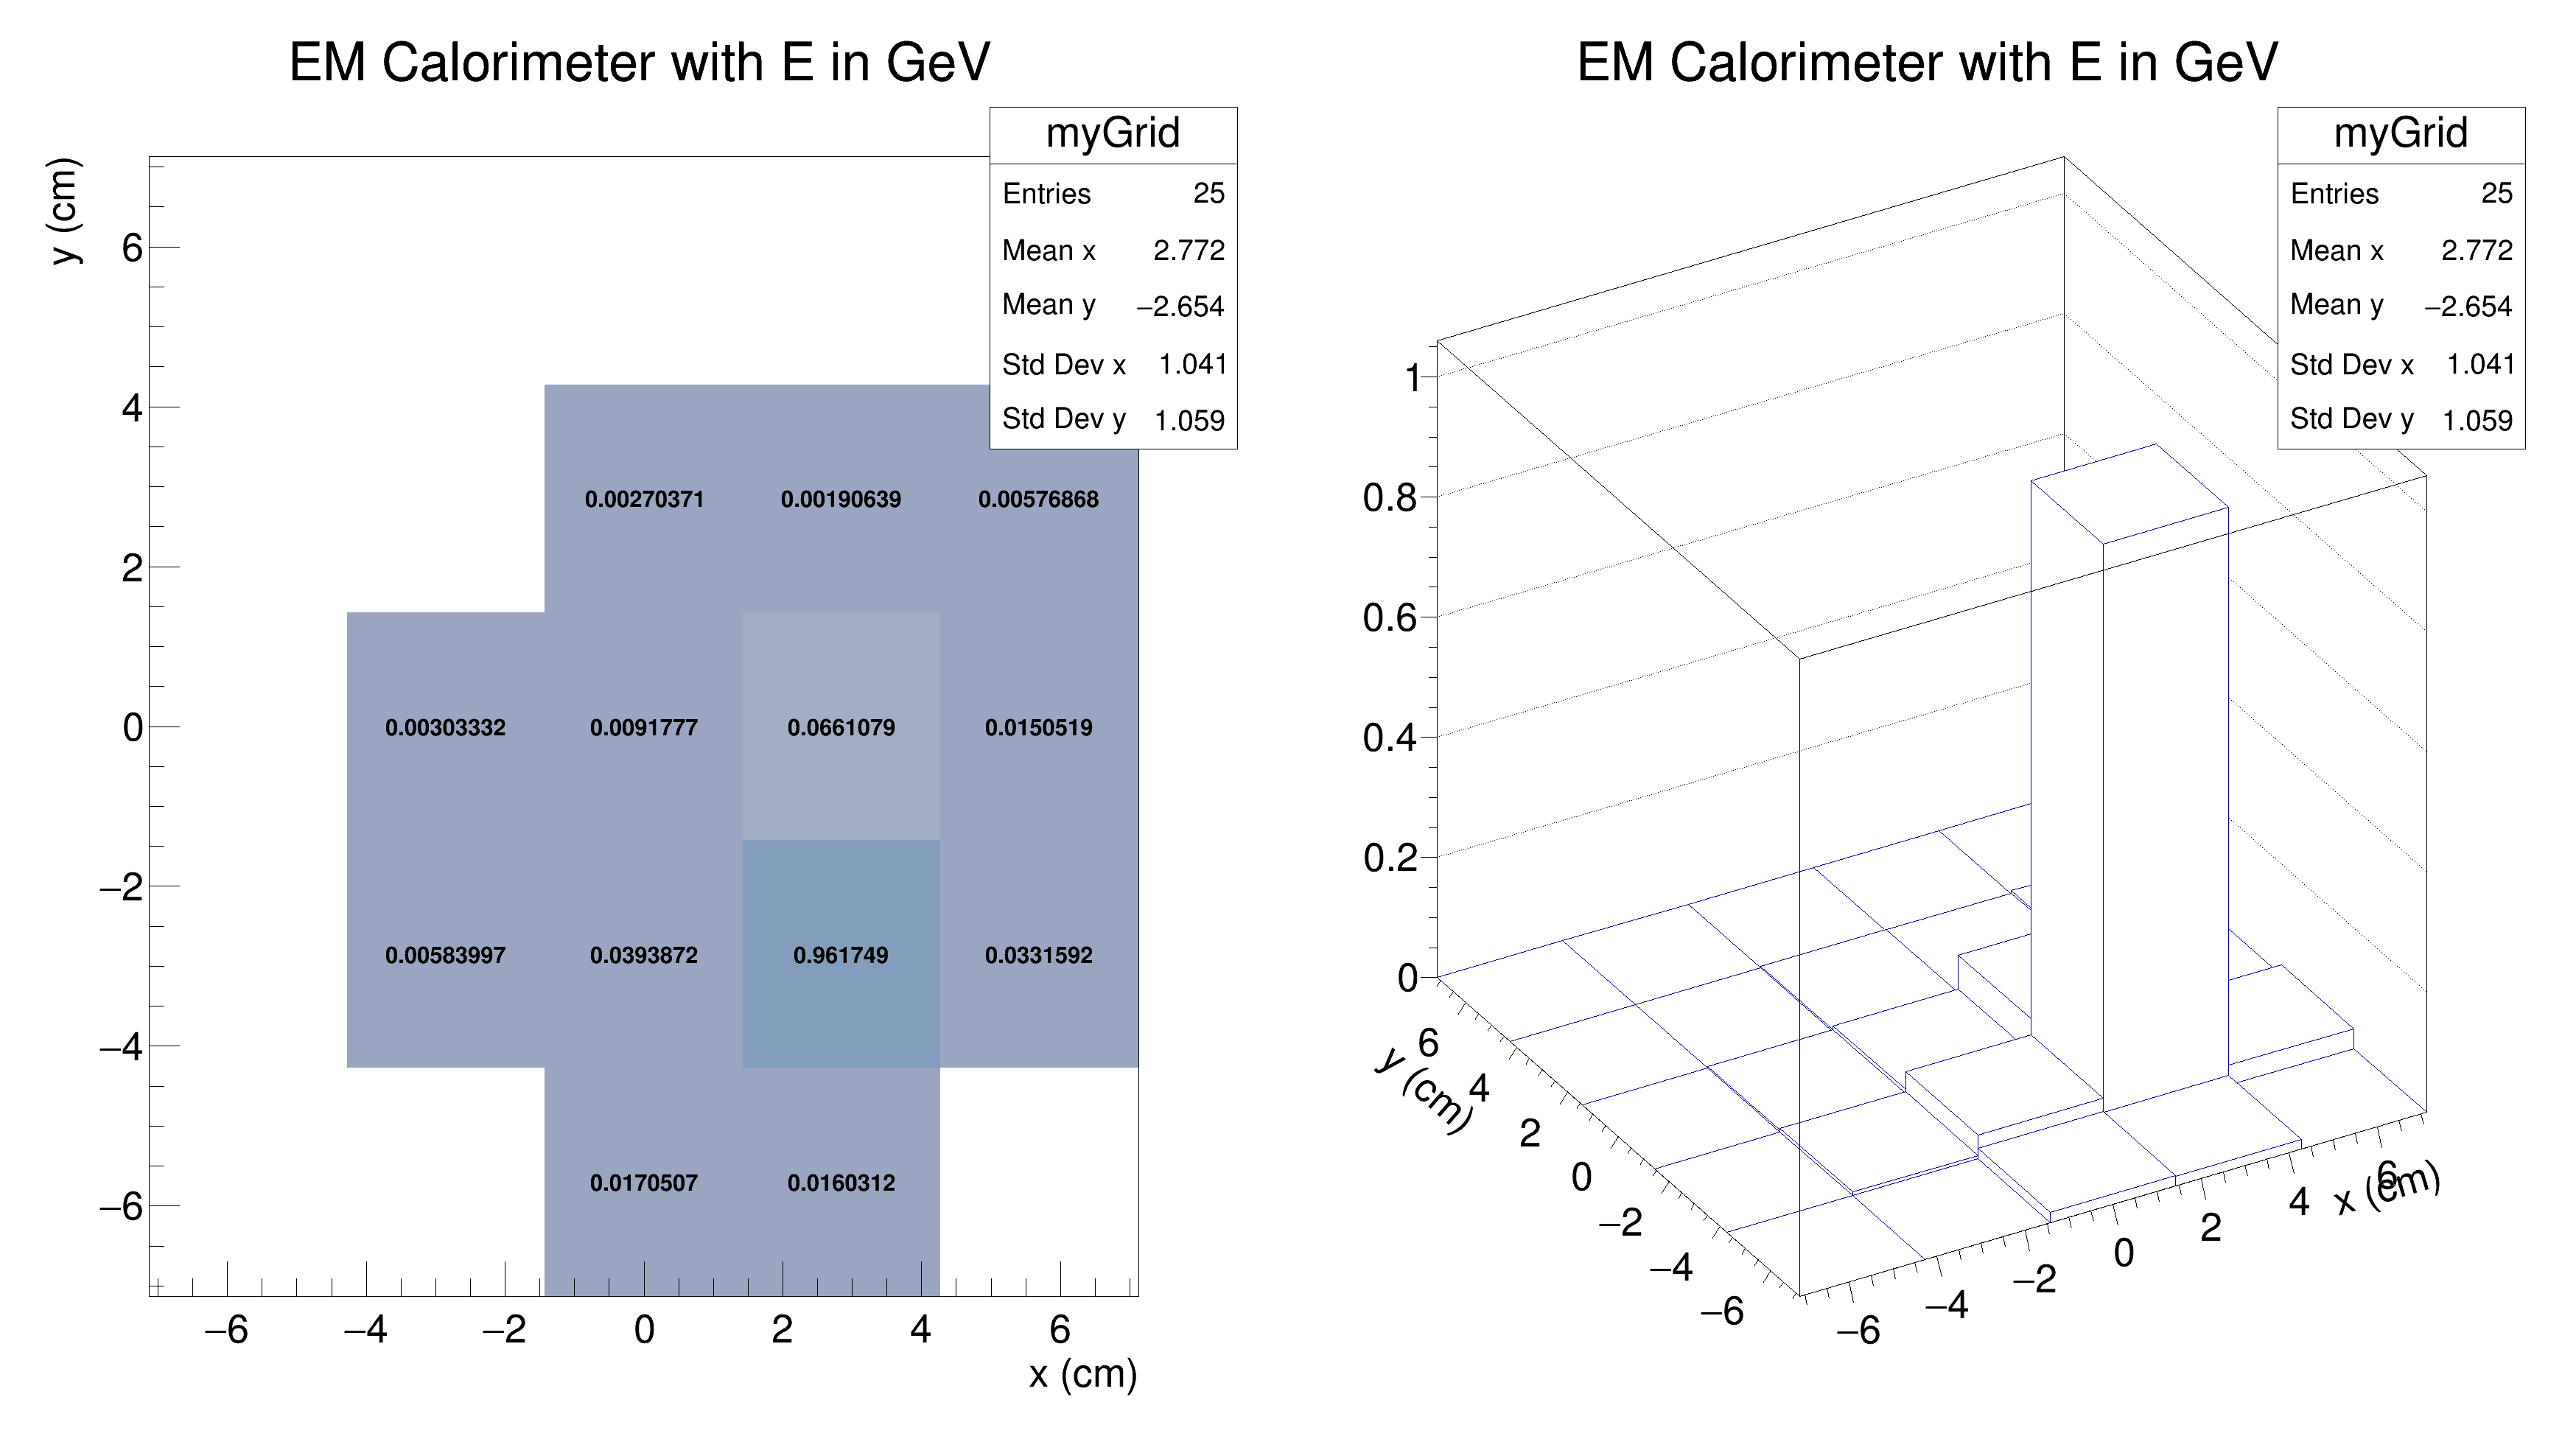 EM Calorimeter with E in GeV
myGrid
Entries 25
Mean x 2.772
Mean y −2.654
Std Dev x 1.041
Std Dev y 1.059
y (cm)
6
4
2
0
−2
−4
−6
0.00270371 0.00190639 0.00576868
0.00303332 0.0091777 0.0661079 0.0150519
0.00583997 0.0393872 0.961749 0.0331592
0.0170507 0.0160312
−6 −4 −2 0 2 4 6
x (cm)
EM Calorimeter with E in GeV
myGrid
Entries 25
Mean x 2.772
Mean y −2.654
Std Dev x 1.041
Std Dev y 1.059
1
0.8
0.6
0.4
0.2
0
6
4
2
0
−2
−4
−6
y (cm)
−6
−4
−2
0
2
4
6
x (cm)